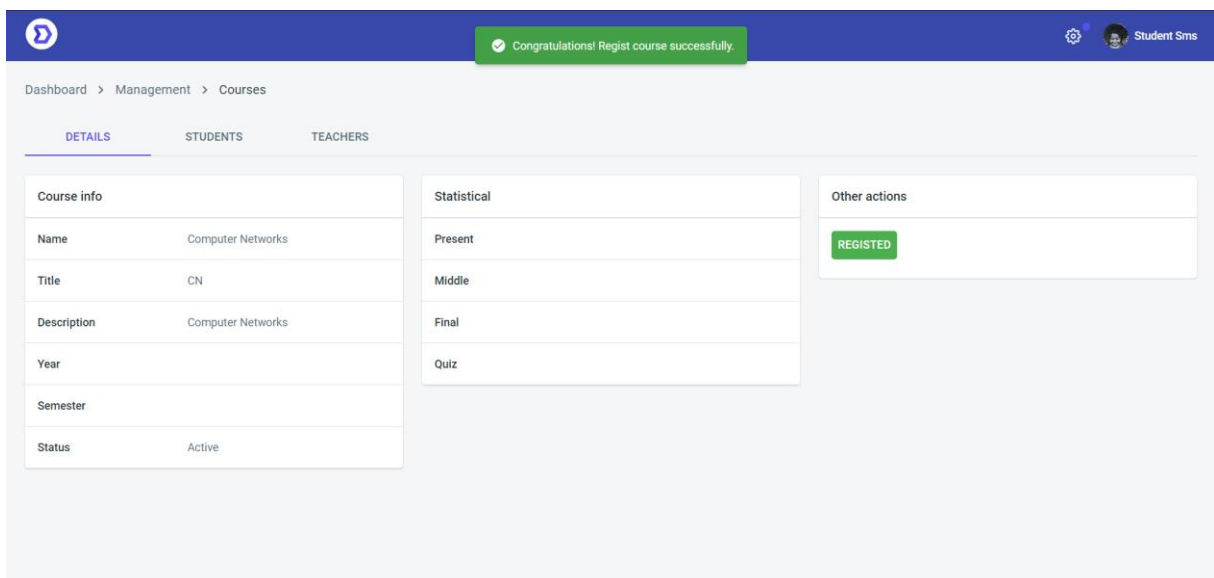 Congratulations! Regist course successfully.
Student Sms
Dashboard > Management > Courses
DETAILS STUDENTS TEACHERS
Course info
Name Computer Networks
Title CN
Description Computer Networks
Year
Semester
Status Active
Statistical
Present
Middle
Final
Quiz
Other actions
REGISTED